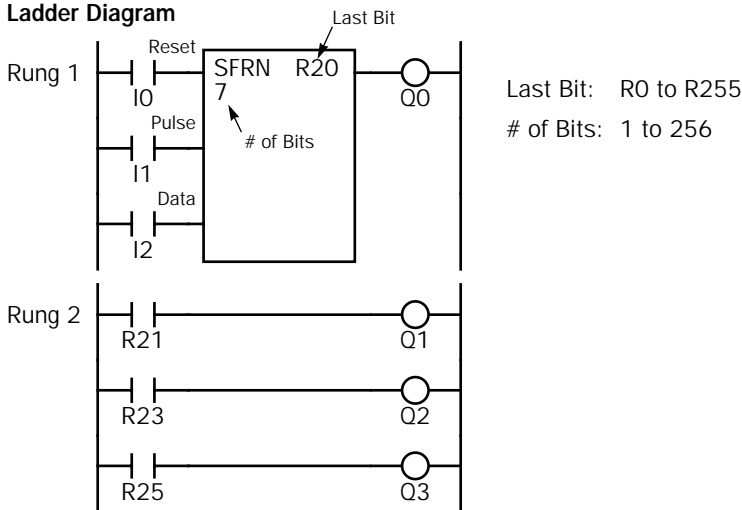 Ladder Diagram
Last Bit
Rung 1
Reset
I0
SFRN R20
7
# of Bits
Q0
Pulse
I1
Data
I2
Last Bit: R0 to R255
# of Bits: 1 to 256
Rung 2
R21
Q1
R23
Q2
R25
Q3